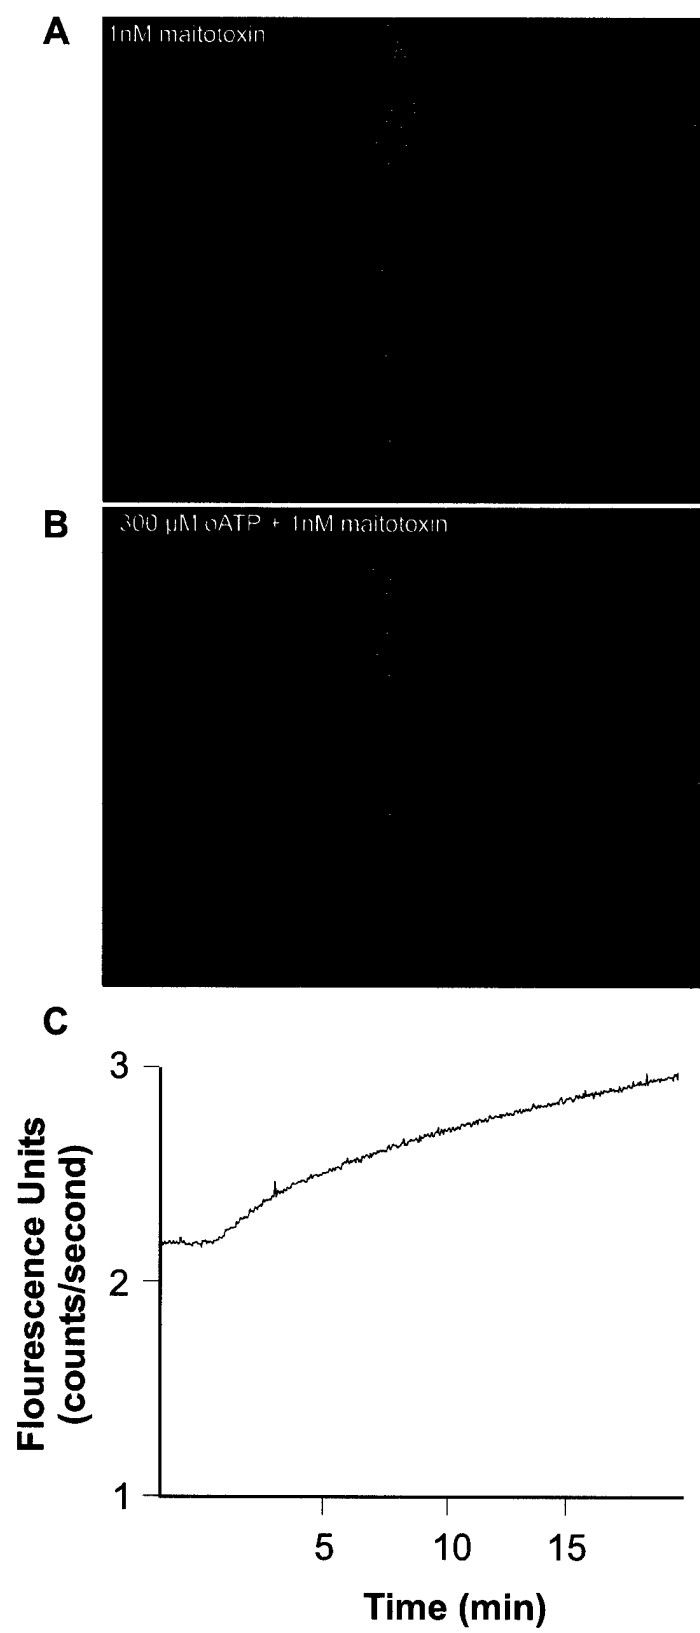 A
1nM maitotoxin
B
300 µM oATP + 1nM maitotoxin
C
3
2
1
Flourescence Units
(counts/second)
5 10 15
Time (min)